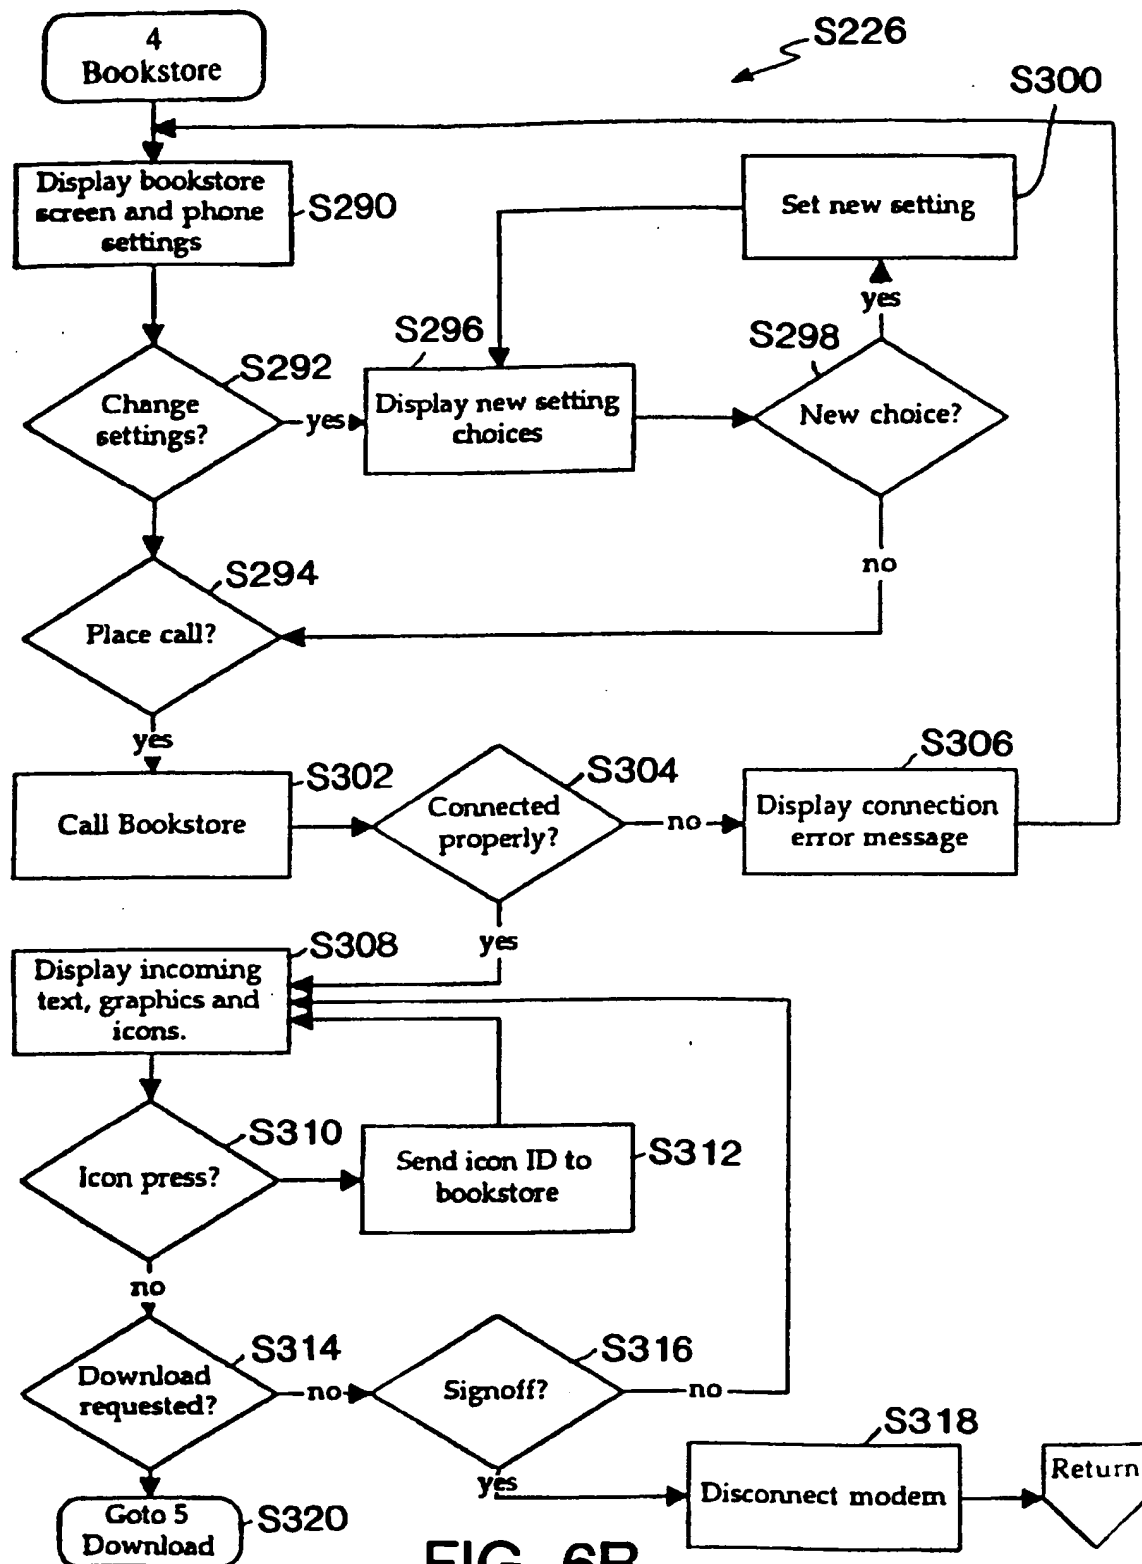 4
Bookstore
S226
S300
Display bookstore
screen and phone
settings
S290
Set new setting
yes
S292
Change
settings?
yes
S296
Display new setting
choices
S298
New choice?
no
S294
Place call?
yes
S302
Call Bookstore
S304
Connected
properly?
no
S306
Display connection
error message
yes
S308
Display incoming
text, graphics and
icons.
S310
Icon press?
S312
Send icon ID to
bookstore
no
S314
Download
requested?
no
S316
Signoff?
no
yes
S318
Disconnect modem
Return
Goto 5
Download
S320